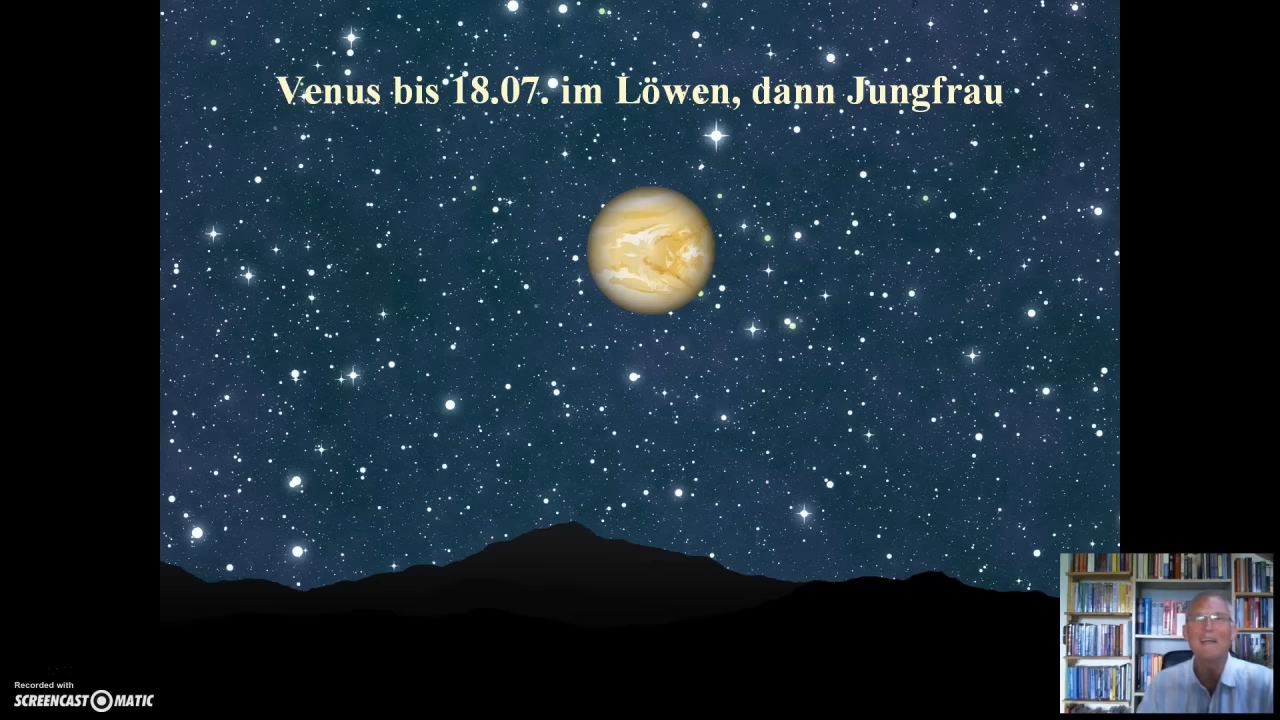 Venus bis 18.07. im Löwen, dann Jungfrau
Recorded with
SCREENCAST MATIC